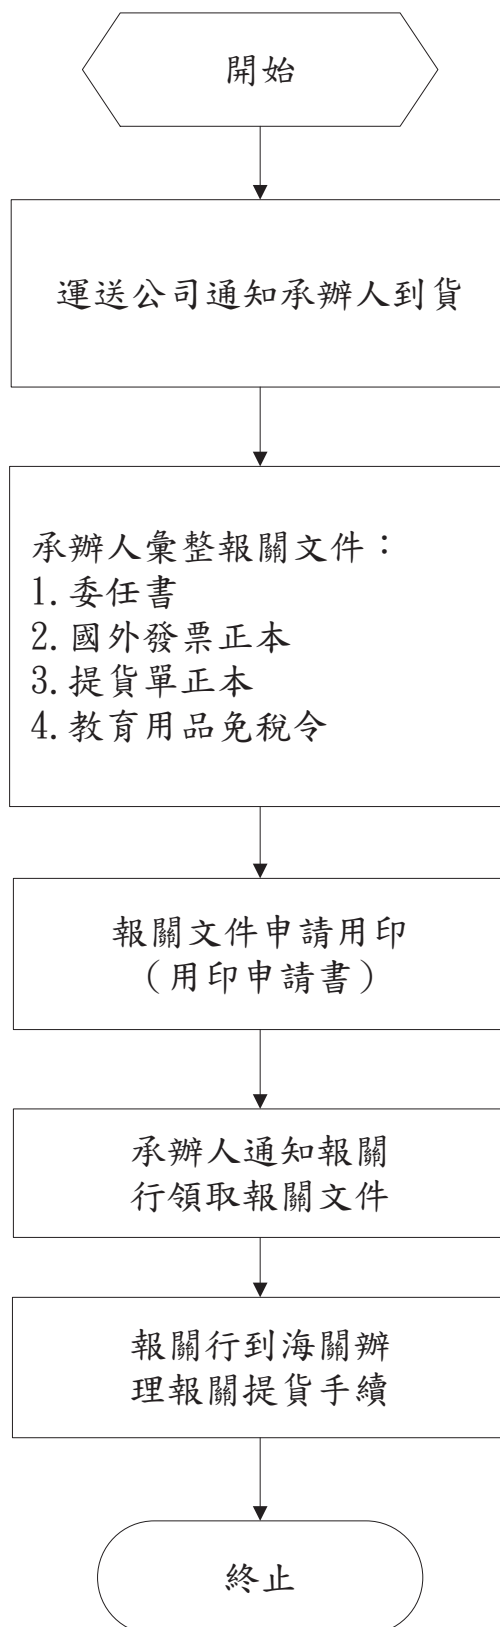 開始
運送公司通知承辦人到貨
承辦人彙整報關文件：
1.委任書
2.國外發票正本
3.提貨單正本
4.教育用品免稅令
報關文件申請用印
（用印申請書）
承辦人通知報關
行領取報關文件
報關行到海關辦
理報關提貨手續
終止